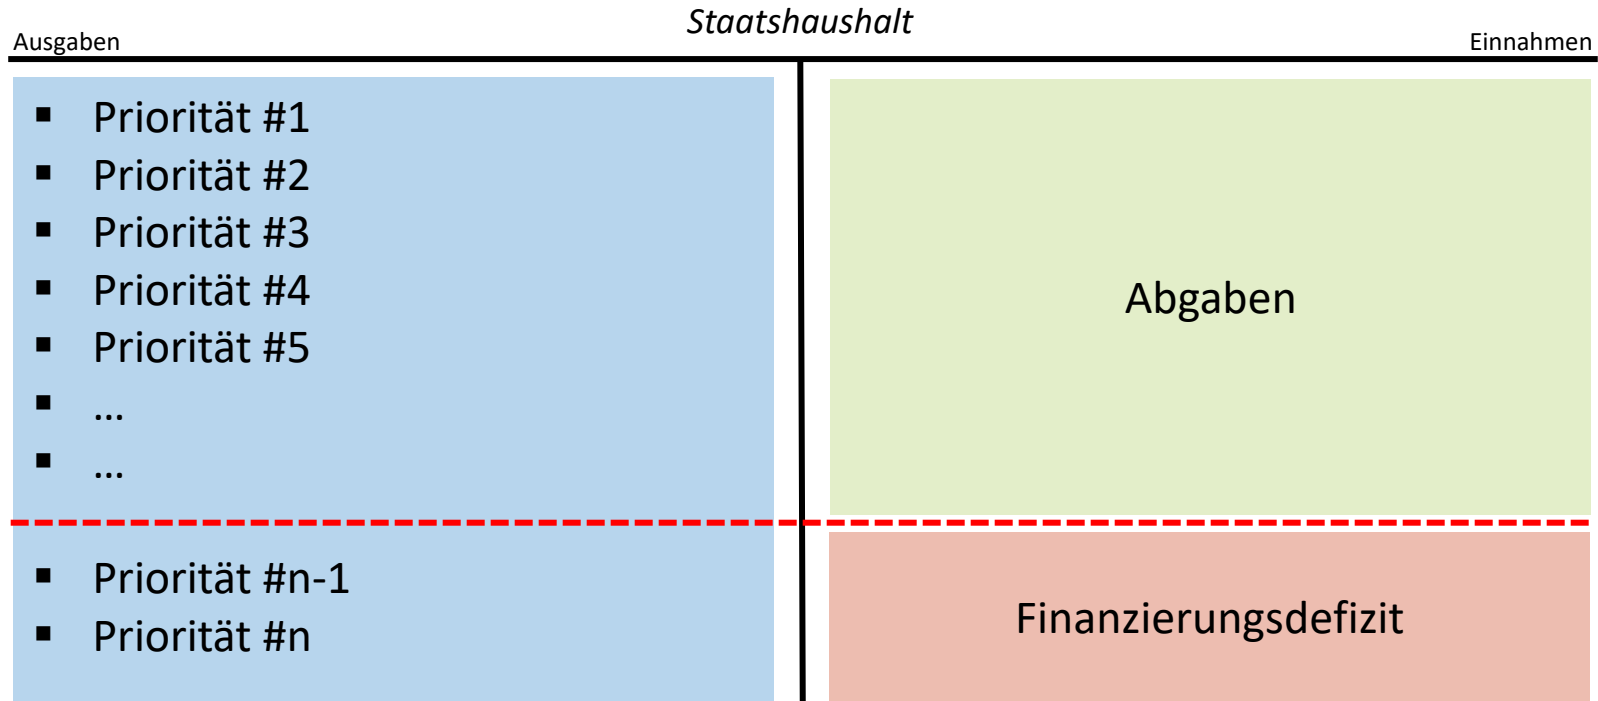 Staatshaushalt
Ausgaben
Einnahmen
▪ Priorität #1
▪ Priorität #2
▪ Priorität #3
▪ Priorität #4
▪ Priorität #5
▪ ...
▪ ...
▪ Priorität #n-1
▪ Priorität #n
Abgaben
Finanzierungsdefizit